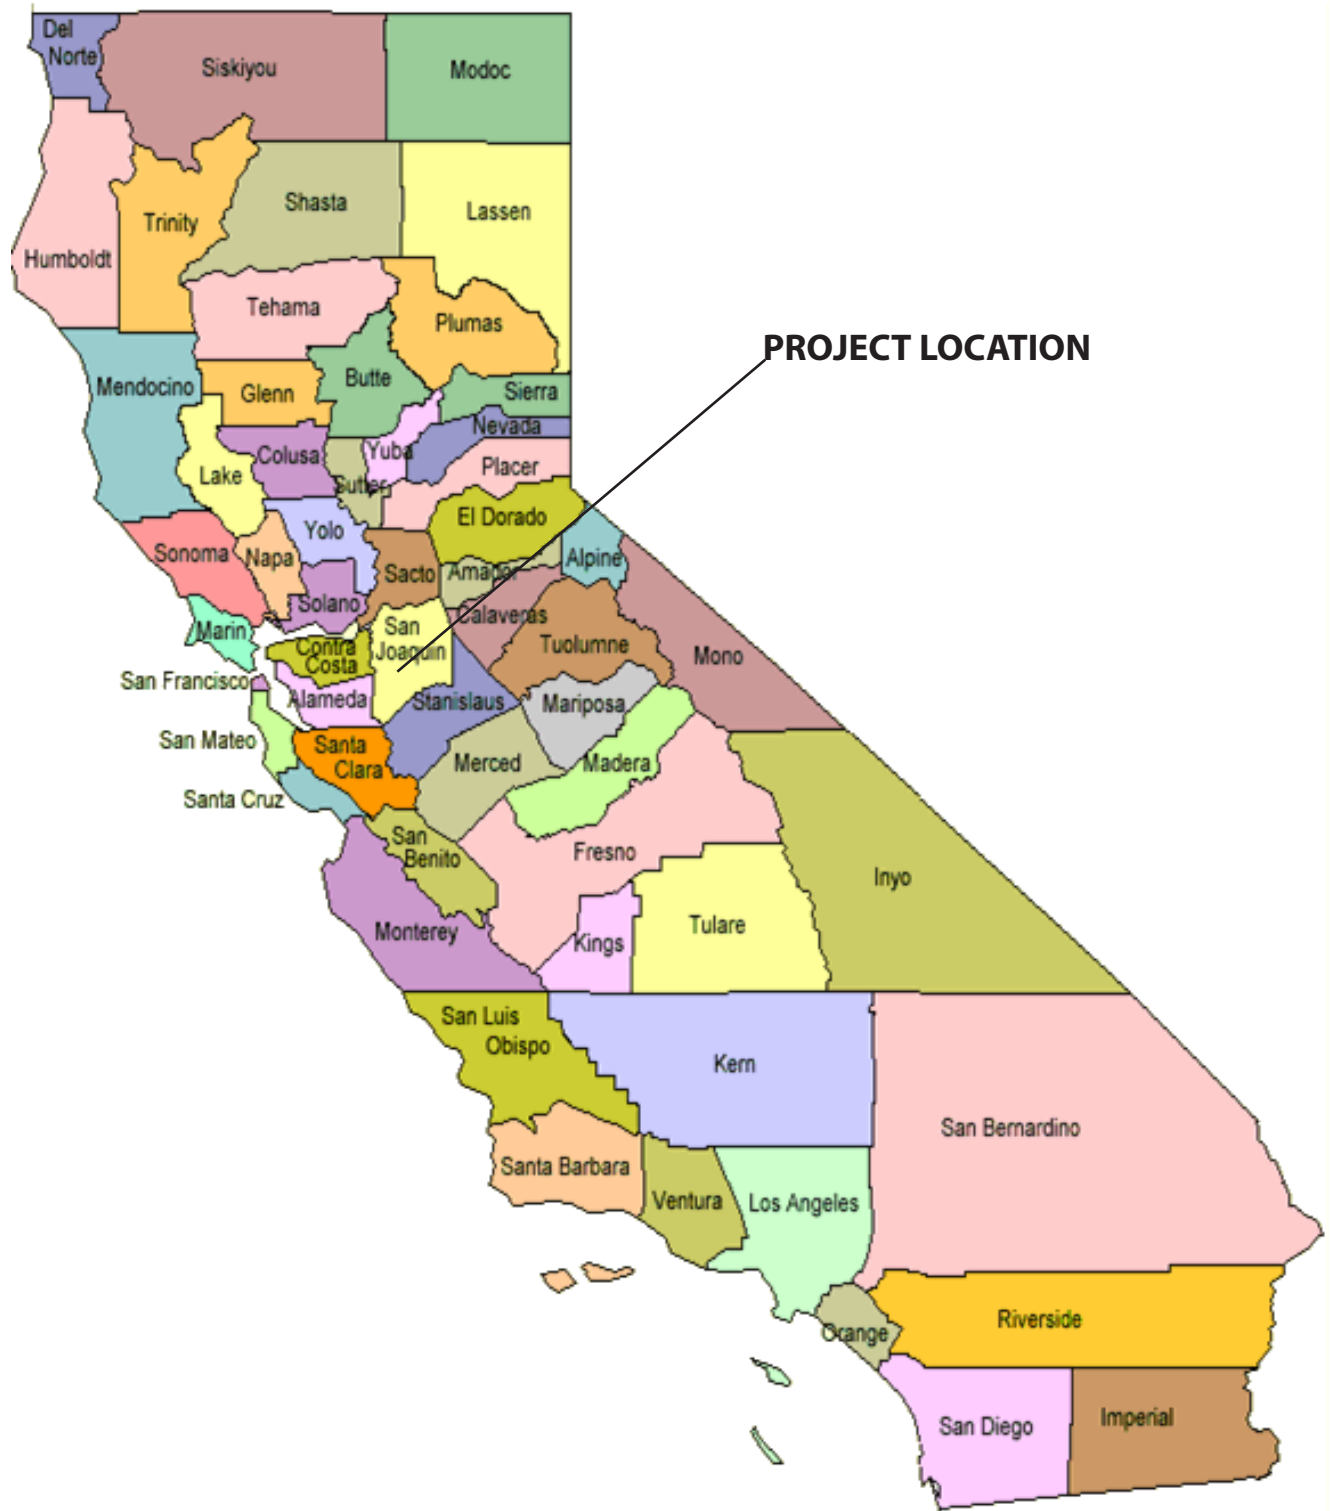 Del
Norte
Siskiyou
Modoc
Humboldt
Trinity
Shasta
Lassen
Tehama
Plumas
PROJECT LOCATION
Mendocino
Glenn
Butte
Sierra
Nevada
Lake
Colusa
Yuba
Placer
Sutter
Sonoma
Napa
Yolo
El Dorado
Sacto
Amador
Alpine
Solano
Marin
Calaveras
San
Joaquin
Tuolumne
Mono
Contra
Costa
San Francisco
Alameda
Stanislaus
Mariposa
San Mateo
Santa
Clara
Merced
Madera
Santa Cruz
San
Benito
Fresno
Inyo
Monterey
Kings
Tulare
San Luis
Obispo
Kern
San Bernardino
Santa Barbara
Ventura
Los Angeles
Orange
Riverside
San Diego
Imperial